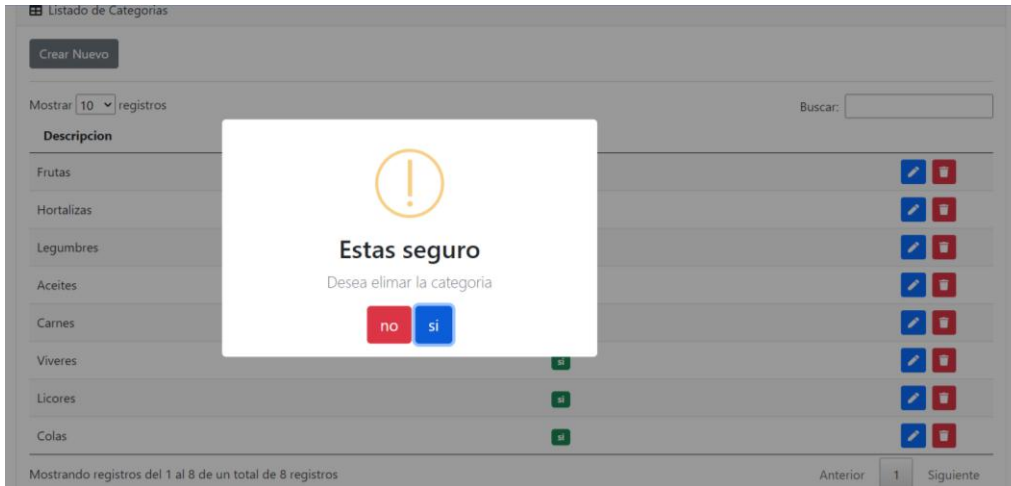 Listado de Categorias
Crear Nuevo
Mostrar 10 registros
Buscar:
Descripcion
Frutas
Hortalizas
Legumbres
Aceites
Carnes
Viveres si
Licores si
Colas si
Estas seguro
Desea elimar la categoria
no si
Mostrando registros del 1 al 8 de un total de 8 registros
Anterior 1 Siguiente